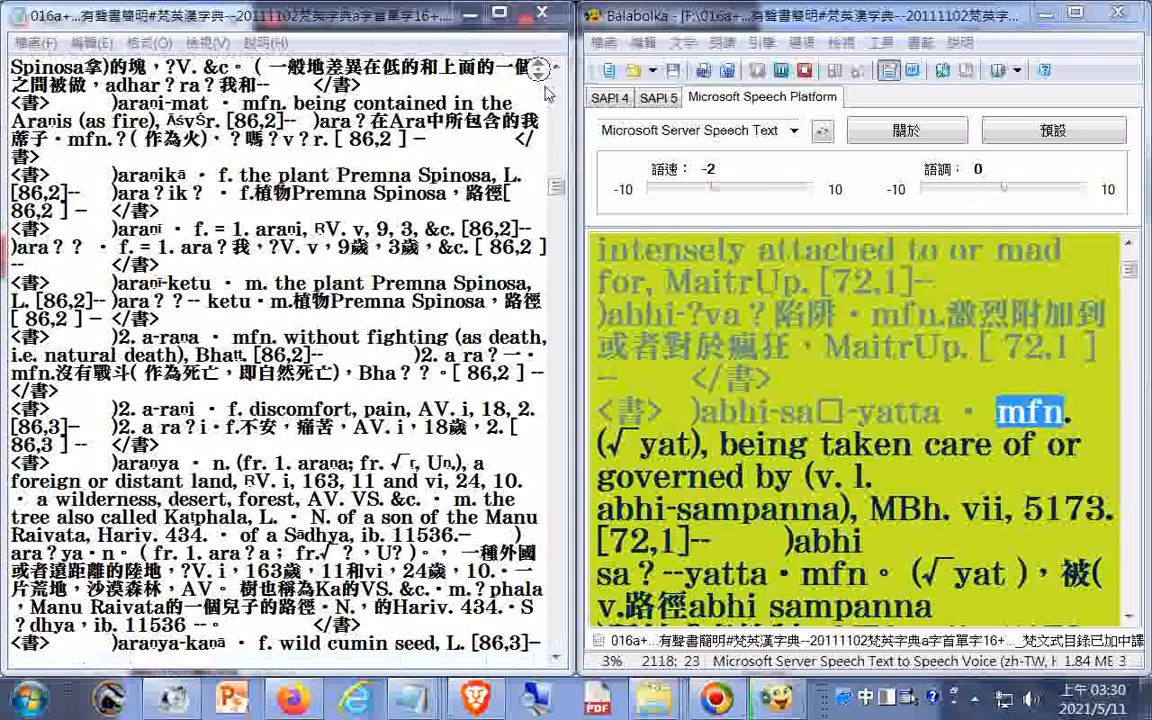 016a+...有聲書簡明#梵英漢字典--20111102梵英字典a字首單字16+...
檔案(F) 編輯(E) 格式(O) 檢視(V) 說明(H)
Spinosa拿)的塊，?V. &c。 ( 一般地差異在低的和上面的一個
之間被做，adhar？ra？我和-- </書>
<書> )araṇi-mat ‧ mfn. being contained in the
Araṇis (as fire), ĀśvŚr. [86,2]-- )ara？在Ara中所包含的我
蓆子‧mfn.？( 作為火)，？嗎？v？r. [ 86,2 ] – </
書>
<書> )araṇikā ‧ f. the plant Premna Spinosa, L.
[86,2]-- )ara？ik？ ‧ f.植物Premna Spinosa，路徑[
86,2 ] – </書>
<書> )araṇī ‧ f. = 1. araṇi, ṚV. v, 9, 3, &c. [86,2]--
)ara？？ ‧ f. = 1. ara？我，?V. v，9歲，3歲，&c. [ 86,2 ]
-- </書>
<書> )araṇī-ketu ‧ m. the plant Premna Spinosa,
L. [86,2]-- )ara？？-- ketu‧m.植物Premna Spinosa，路徑
[ 86,2 ] – </書>
<書> )2. a-raṇa ‧ mfn. without fighting (as death,
i.e. natural death), Bhaṭṭ. [86,2]-- )2. a ra？一‧
mfn.沒有戰斗( 作為死亡，即自然死亡)，Bha？？。[ 86,2 ] –
</書>
<書> )2. a-raṇi ‧ f. discomfort, pain, AV. i, 18, 2.
[86,3]-- )2. a ra？i‧f.不安，痛苦，AV. i，18歲，2. [
86,3 ] – </書>
<書> )araṇya ‧ n. (fr. 1. araṇa; fr. √ṛ, Uṇ.), a
foreign or distant land, ṚV. i, 163, 11 and vi, 24, 10.
‧ a wilderness, desert, forest, AV. VS. &c. ‧ m. the
tree also called Kaṭphala, L. ‧ N. of a son of the Manu
Raivata, Hariv. 434. ‧ of a Sādhya, ib. 11536.-- )
ara？ya‧n。 ( fr. 1. ara？a； fr.√ ？，U？)。， 一種外國
或者遠距離的陸地，?V. i，163歲，11和vi，24歲，10.‧一
片荒地，沙漠森林，AV。 樹也稱為Ka的VS. &c.‧m.？phala
，Manu Raivata的一個兒子的路徑‧N.，的Hariv. 434.‧S
？dhya，ib. 11536 --。 </書>
<書> )araṇya-kaṇā ‧ f. wild cumin seed, L. [86,3]--
Balabolka - [F:\016a+...有聲書簡明#梵英漢字典--20111102梵英字...
檔案 編輯 文字 朗讀 引擎 選項 檢視 工具 書籤 說明
SAPI 4 SAPI 5 Microsoft Speech Platform
Microsoft Server Speech Text 關於 預設
語速： -2 語調： 0
-10 10 -10 10
intensely attached to or mad
for, MaitrUp. [72,1]--
)abhi-?va？陷阱‧mfn.激烈附加到
或者對於瘋狂，MaitrUp. [ 72,1 ]
-- </書>
<書> )abhi-sa□-yatta ‧ mfn.
(√yat), being taken care of or
governed by (v. l.
abhi-sampanna), MBh. vii, 5173.
[72,1]-- )abhi
sa？--yatta‧mfn。 (√yat )，被(
v.路徑abhi sampanna
016a+...有聲書簡明#梵英漢字典--20111102梵英字典a字首單字16+..._梵文式目錄已加中譯
3% 2118: 23 Microsoft Server Speech Text to Speech Voice (zh-TW, 1.84 MB
中
上午 03:30
2021/5/11